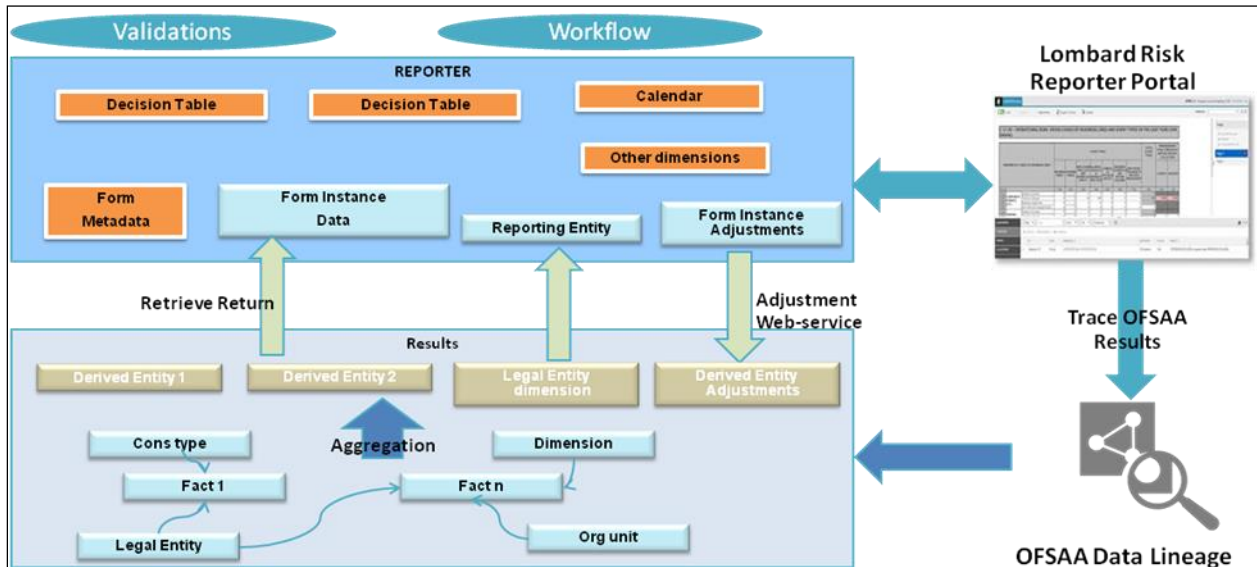 Validations
Workflow
REPORTER
Decision Table
Decision Table
Calendar
Other dimensions
Form
Metadata
Form Instance
Data
Reporting Entity
Form Instance
Adjustments
Lombard Risk
Reporter Portal
Retrieve Return
Adjustment
Web-service
Trace OFSAA
Results
Results
Derived Entity 1
Derived Entity 2
Legal Entity
dimension
Derived Entity
Adjustments
Cons type
Aggregation
Dimension
Fact 1
Fact n
Legal Entity
Org unit
OFSAA Data Lineage